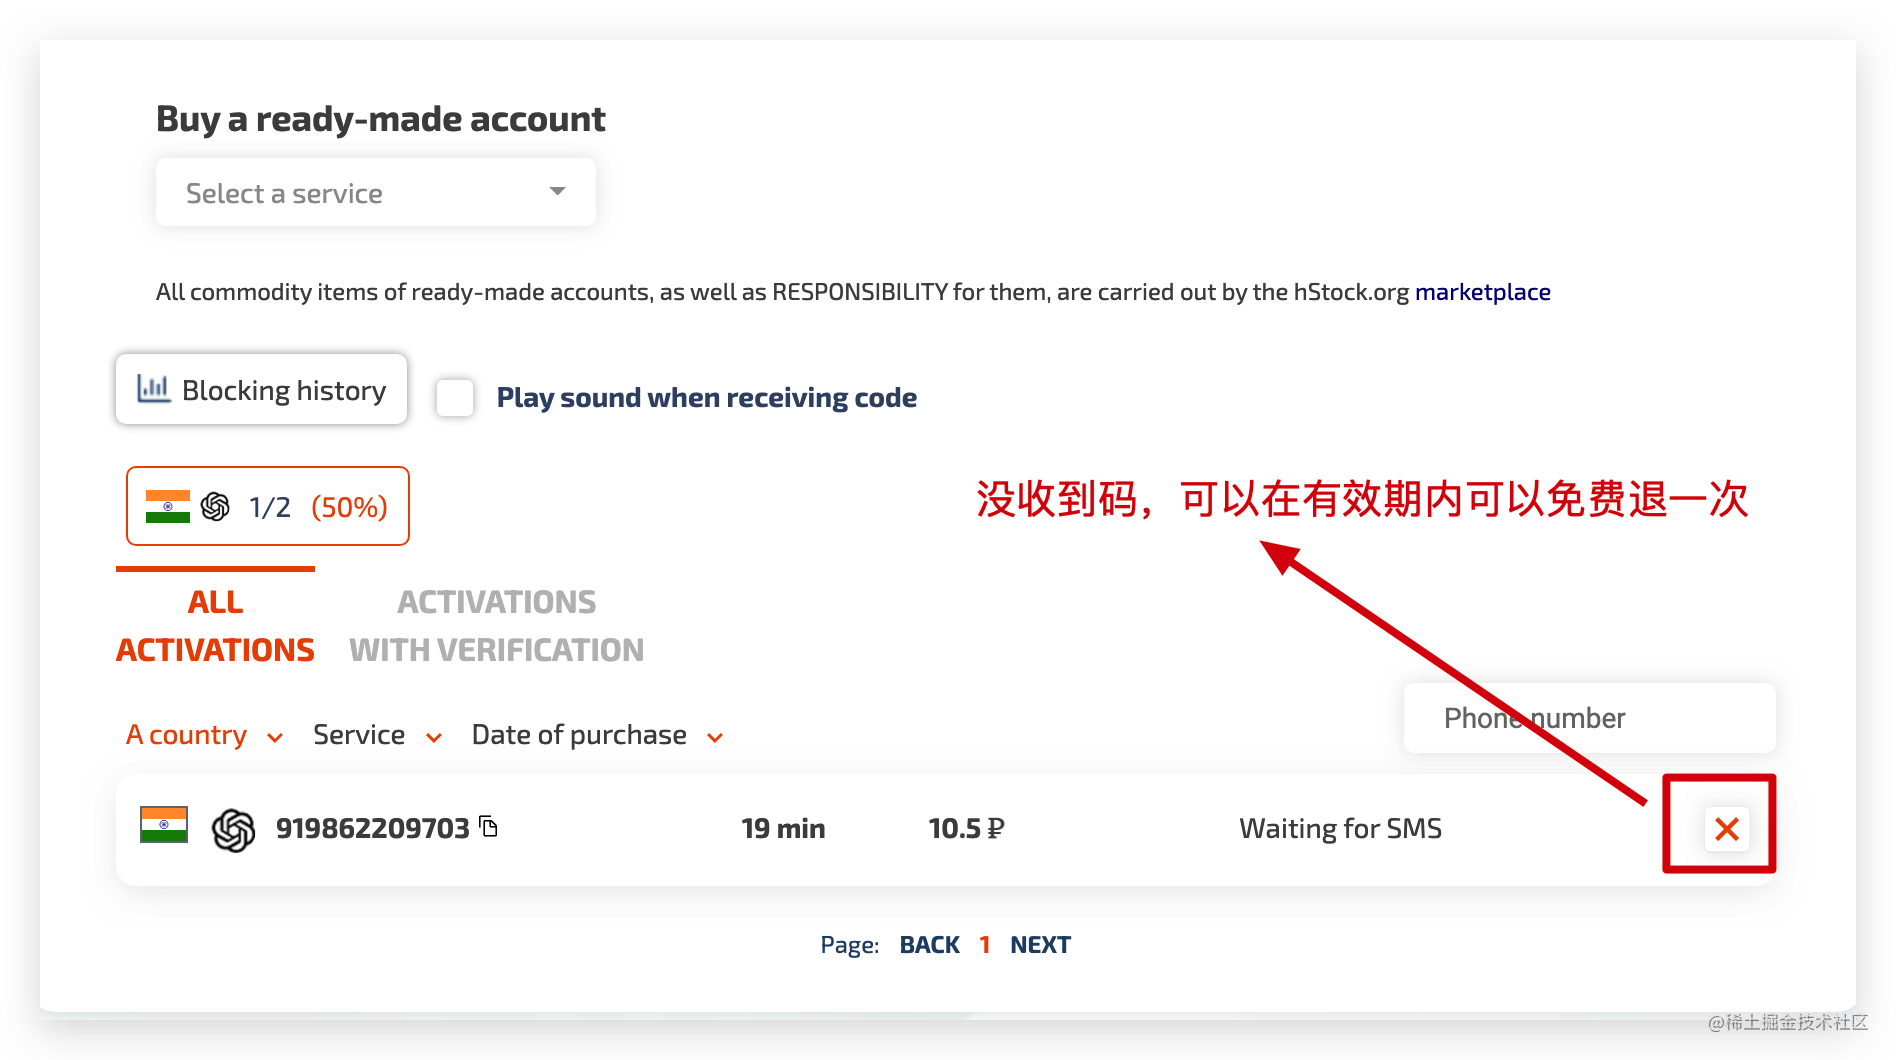 Buy a ready-made account
Select a service
All commodity items of ready-made accounts, as well as RESPONSIBILITY for them, are carried out by the hStock.org marketplace
Blocking history
Play sound when receiving code
1/2 (50%)
没收到码，可以在有效期内可以免费退一次
ALL
ACTIVATIONS
ACTIVATIONS
WITH VERIFICATION
A country
Service
Date of purchase
Phone number
919862209703
19 min
10.5 ₽
Waiting for SMS
Page: BACK 1 NEXT
@稀土掘金技术社区